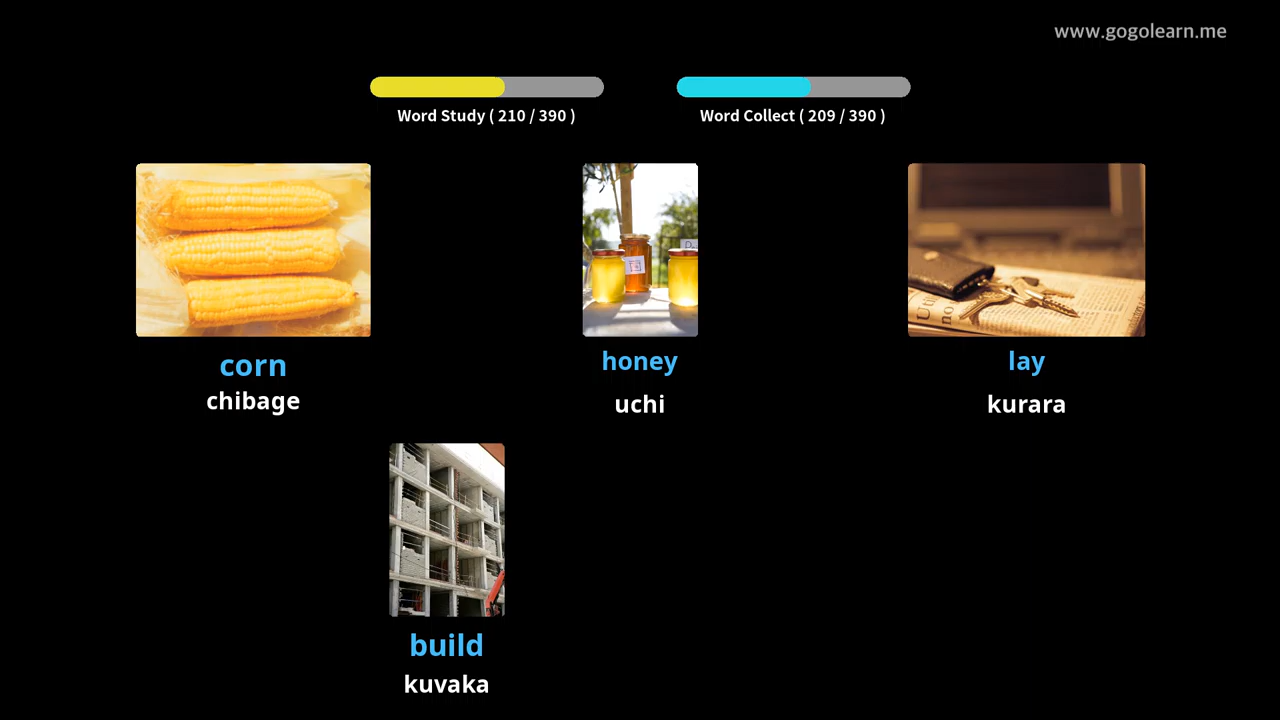 www.gogolearn.me
Word Study ( 210 / 390 )
Word Collect ( 209 / 390 )
corn
chibage
honey
uchi
lay
kurara
build
kuvaka